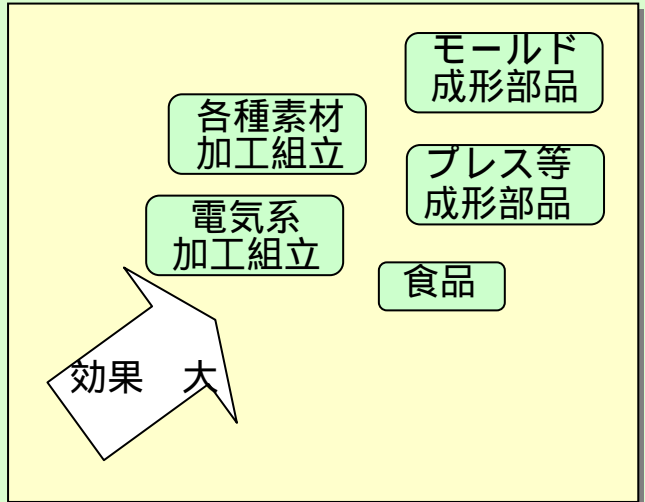 モールド
成形部品
各種素材
加工組立
プレス等
成形部品
電気系
加工組立
食品
効果　大